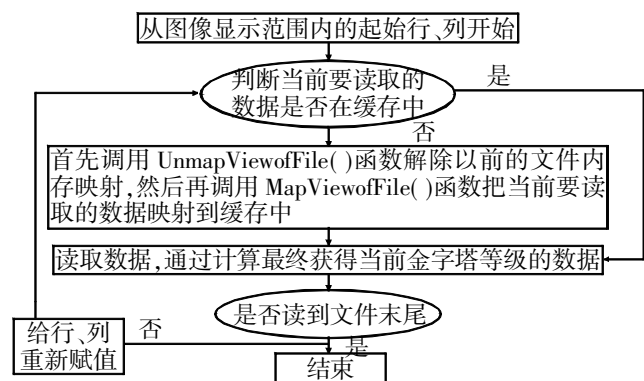 从图像显示范围内的起始行、列开始
判断当前要读取的
数据是否在缓存中
是
否
首先调用 UnmapViewofFile( )函数解除以前的文件内
存映射,然后再调用 MapViewofFile( )函数把当前要读
取的数据映射到缓存中
读取数据,通过计算最终获得当前金字塔等级的数据
是否读到文件末尾
给行、列
重新赋值
否
是
结束